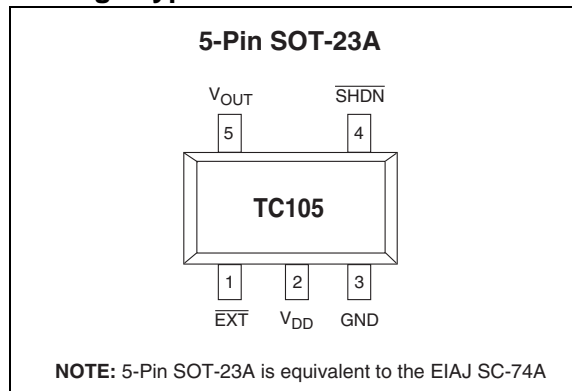 5-Pin SOT-23A
VOUT SHDN
5 4
TC105
1 2 3
EXT VDD GND
NOTE: 5-Pin SOT-23A is equivalent to the EIAJ SC-74A